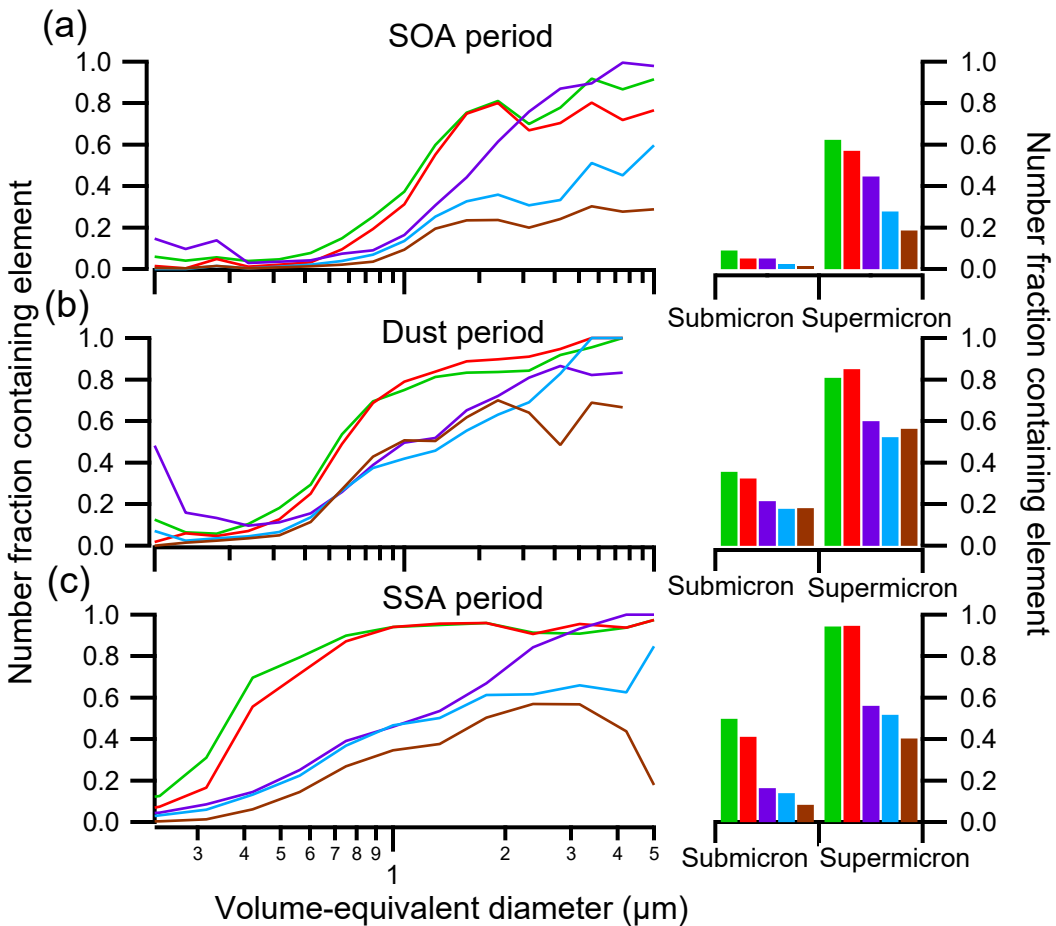 (a)
SOA period
1.0
0.8
0.6
0.4
0.2
0.0
1.0
0.8
0.6
0.4
0.2
0.0
Submicron Supermicron
(b)
Dust period
1.0
0.8
0.6
0.4
0.2
0.0
1.0
0.8
0.6
0.4
0.2
0.0
Submicron Supermicron
(c)
SSA period
1.0
0.8
0.6
0.4
0.2
0.0
1.0
0.8
0.6
0.4
0.2
0.0
Submicron Supermicron
3 4 5 6 7 8 9 2 3 4 5
1
Volume-equivalent diameter (µm)
Number fraction containing element
Number fraction containing element